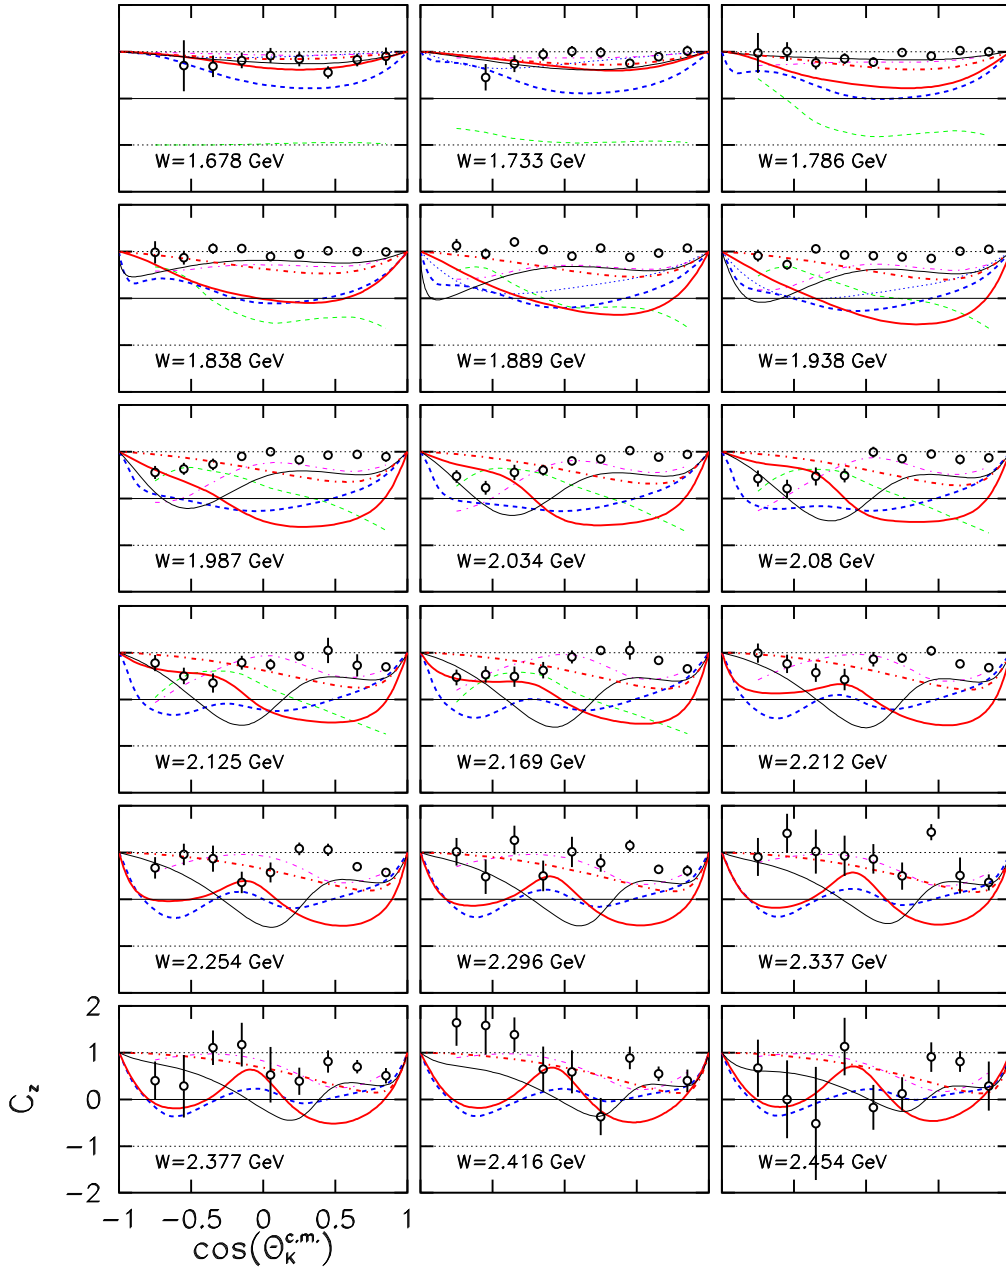 W=1.678 GeV
W=1.733 GeV
W=1.786 GeV
W=1.838 GeV
W=1.889 GeV
W=1.938 GeV
W=1.987 GeV
W=2.034 GeV
W=2.08 GeV
W=2.125 GeV
W=2.169 GeV
W=2.212 GeV
W=2.254 GeV
W=2.296 GeV
W=2.337 GeV
2
1
0
−1
−2
C_z
W=2.377 GeV
W=2.416 GeV
W=2.454 GeV
−1 −0.5 0 0.5 1
cos(Θ_K^{c.m.})